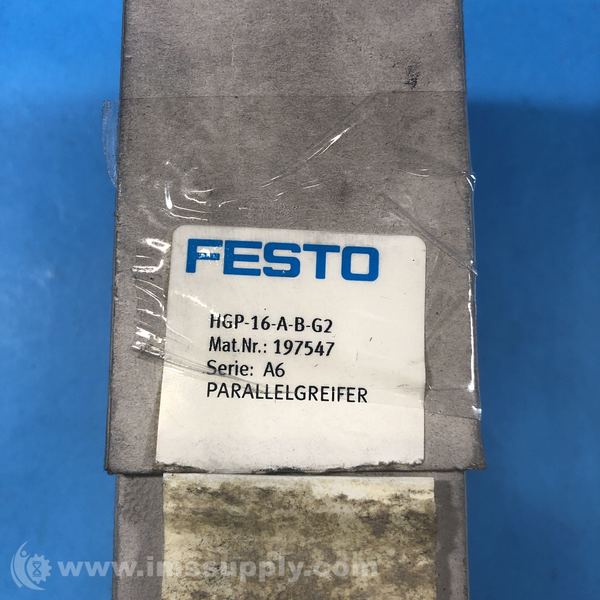 FESTO
HGP-16-A-B-G2
Mat.Nr.: 197547
Serie: A6
PARALLELGREIFER
www.imssupply.com